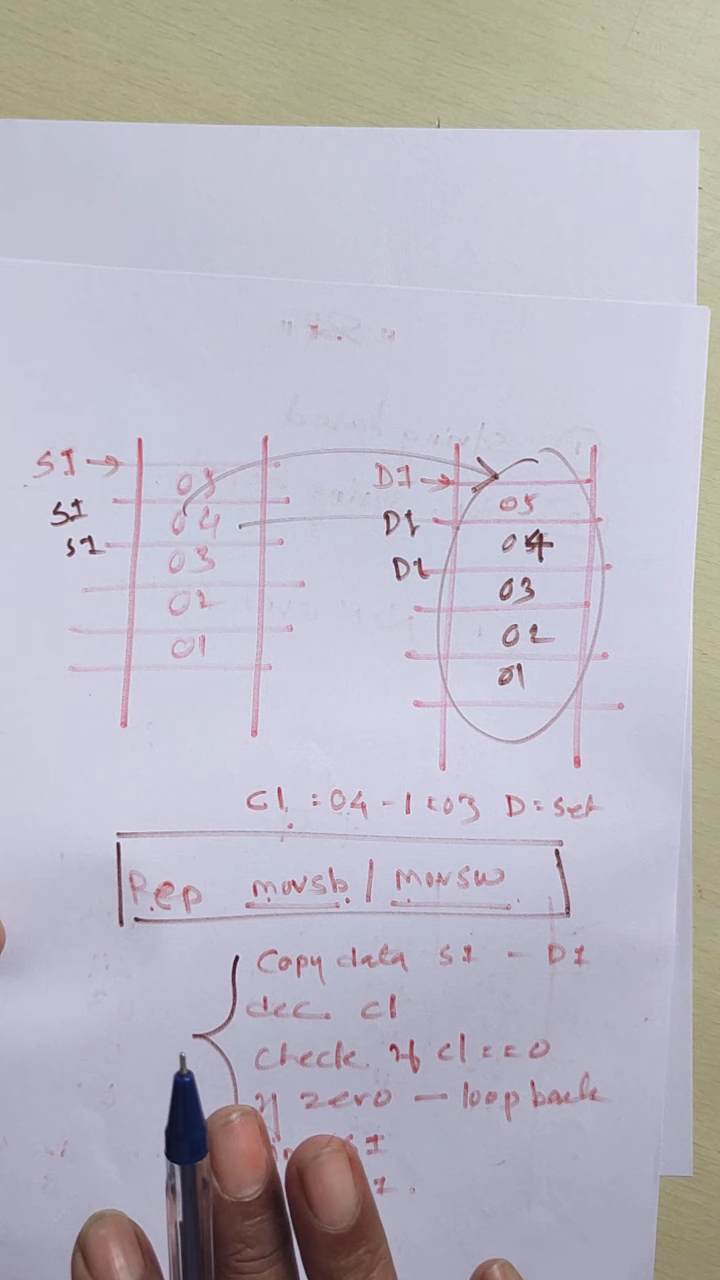 SI → DI →
05 05
SI 04 DI 04
SI 03 DI 03
02 02
01 01
Cl : 04 - 1 = 03 D = set
Rep movsb / movsw
Copy data SI - DI
dec. cl
Check if cl == 0
if zero - loop back
SI